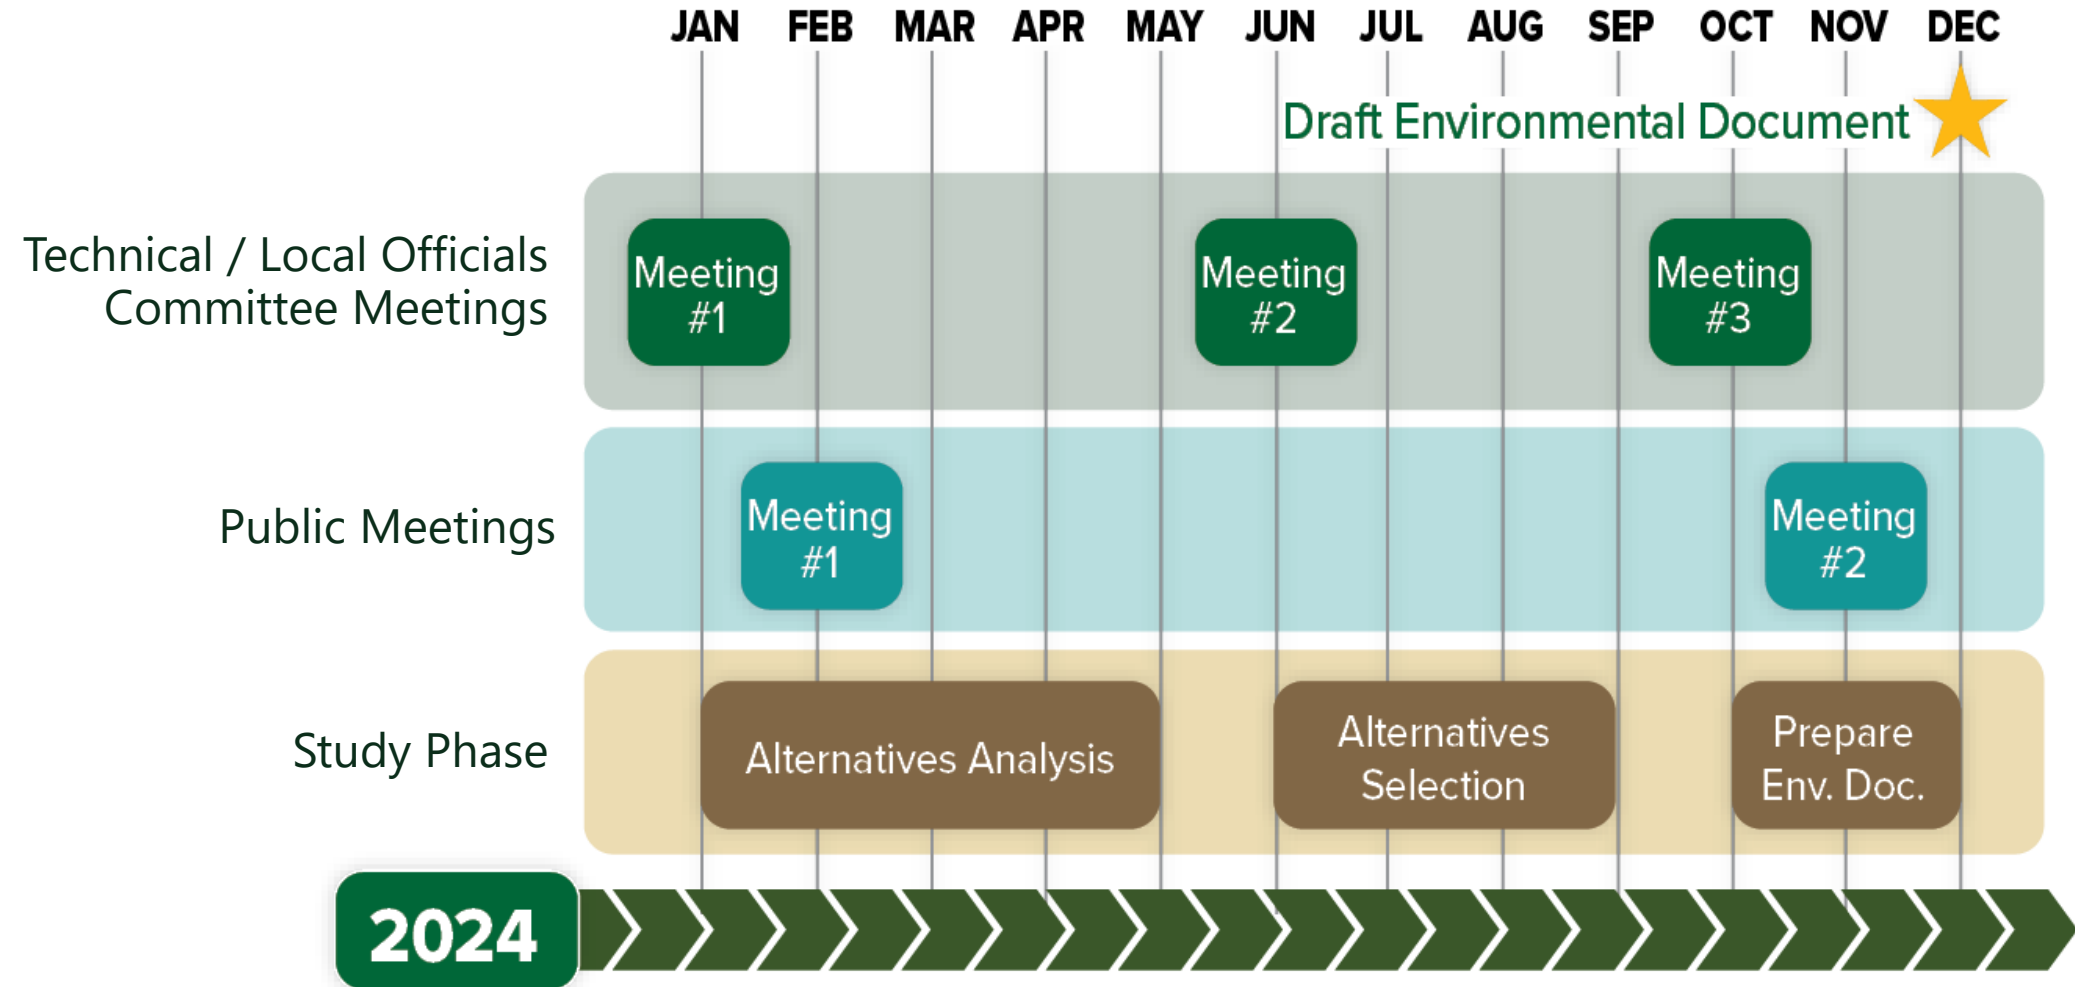 JAN FEB MAR APR MAY JUN JUL AUG SEP OCT NOV DEC
Draft Environmental Document
Technical / Local Officials
Committee Meetings
Meeting
#1
Meeting
#2
Meeting
#3
Public Meetings
Meeting
#1
Meeting
#2
Study Phase
Alternatives Analysis
Alternatives
Selection
Prepare
Env. Doc.
2024